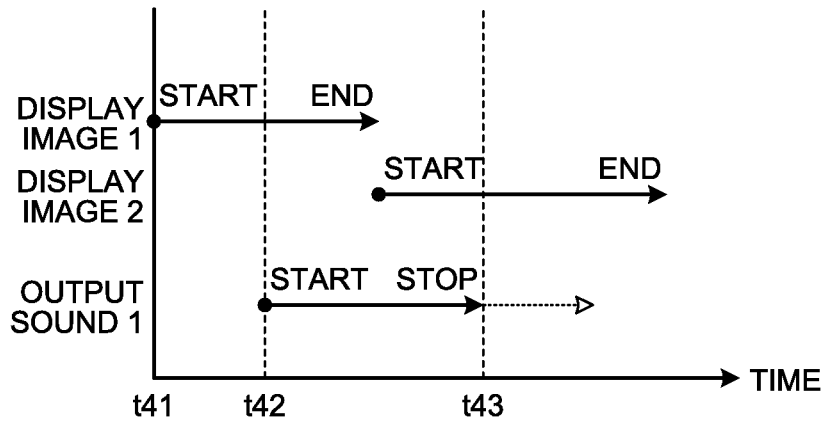 START END
DISPLAY
IMAGE 1
START END
DISPLAY
IMAGE 2
START STOP
OUTPUT
SOUND 1
TIME
t41 t42 t43